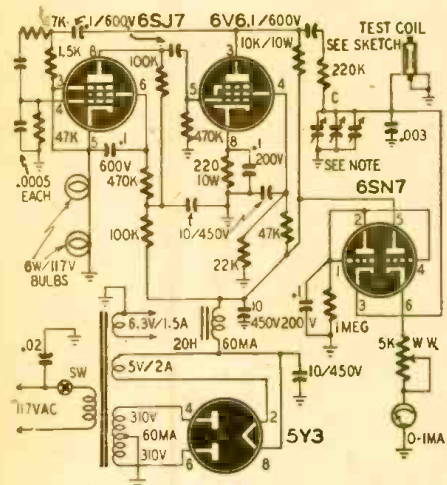 47K
.1/600V
6SJ7
6V6
.1/600V
TEST COIL
SEE SKETCH
1.5K
8
100K
3
10K/10W
220K
3
6
4
5
4
C
.003
47K
5
.1
600V
470K
8
220
10W
.1
200V
SEE NOTE
6SN7
.0005
EACH
470K
2
5
1
4
10/450V
47K
100K
6W/117V
BULBS
22K
3
6
.1
200V
1MEG
10
450V
6.3V/1.5A
20H
60MA
5K
W.W.
.02
SW
5V/2A
10/450V
117VAC
310V
60MA
310V
4
2
6
8
5Y3
0-1MA